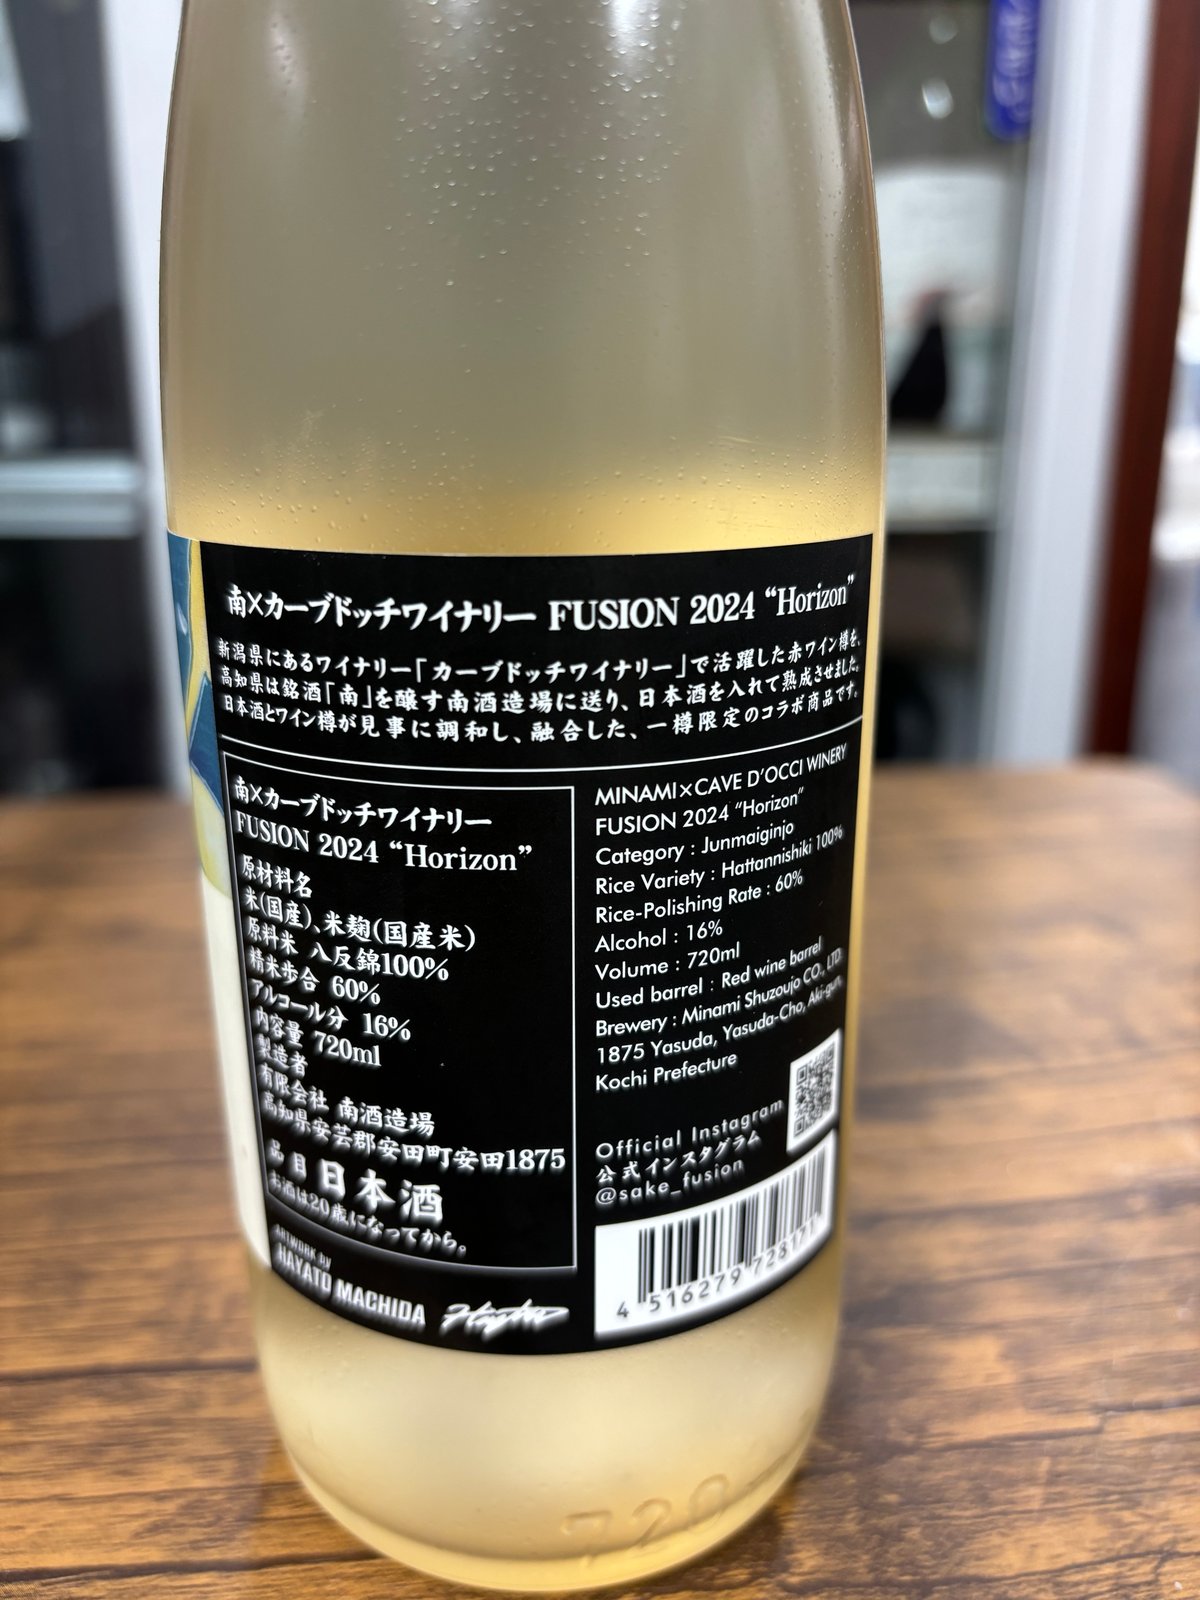 南×カーブドッチワイナリー FUSION 2024 “Horizon”
新潟県にあるワイナリー「カーブドッチワイナリー」で活躍した赤ワイン樽を、
高知県は銘酒「南」を醸す南酒造場に送り、日本酒を入れて熟成させました。
日本酒とワイン樽が見事に調和し、融合した、一樽限定のコラボ商品です。
南×カーブドッチワイナリー
FUSION 2024 “Horizon”
原材料名
米(国産)、米麹(国産米)
原料米 八反錦100%
精米歩合 60%
アルコール分 16%
内容量 720ml
製造者
有限会社 南酒造場
高知県安芸郡安田町安田1875
品目 日本酒
お酒は20歳になってから。
ARTWORK by
HAYATO MACHIDA
MINAMI×CAVE D’OCCI WINERY
FUSION 2024 “Horizon”
Category : Junmaiginjo
Rice Variety : Hattannishiki 100%
Rice-Polishing Rate : 60%
Alcohol : 16%
Volume : 720ml
Used barrel : Red wine barrel
Brewery : Minami Shuzoujo CO., LTD.
1875 Yasuda, Yasuda-Cho, Aki-gun,
Kochi Prefecture
Official Instagram
公式インスタグラム
@sake_fusion
4 516279 728171
720